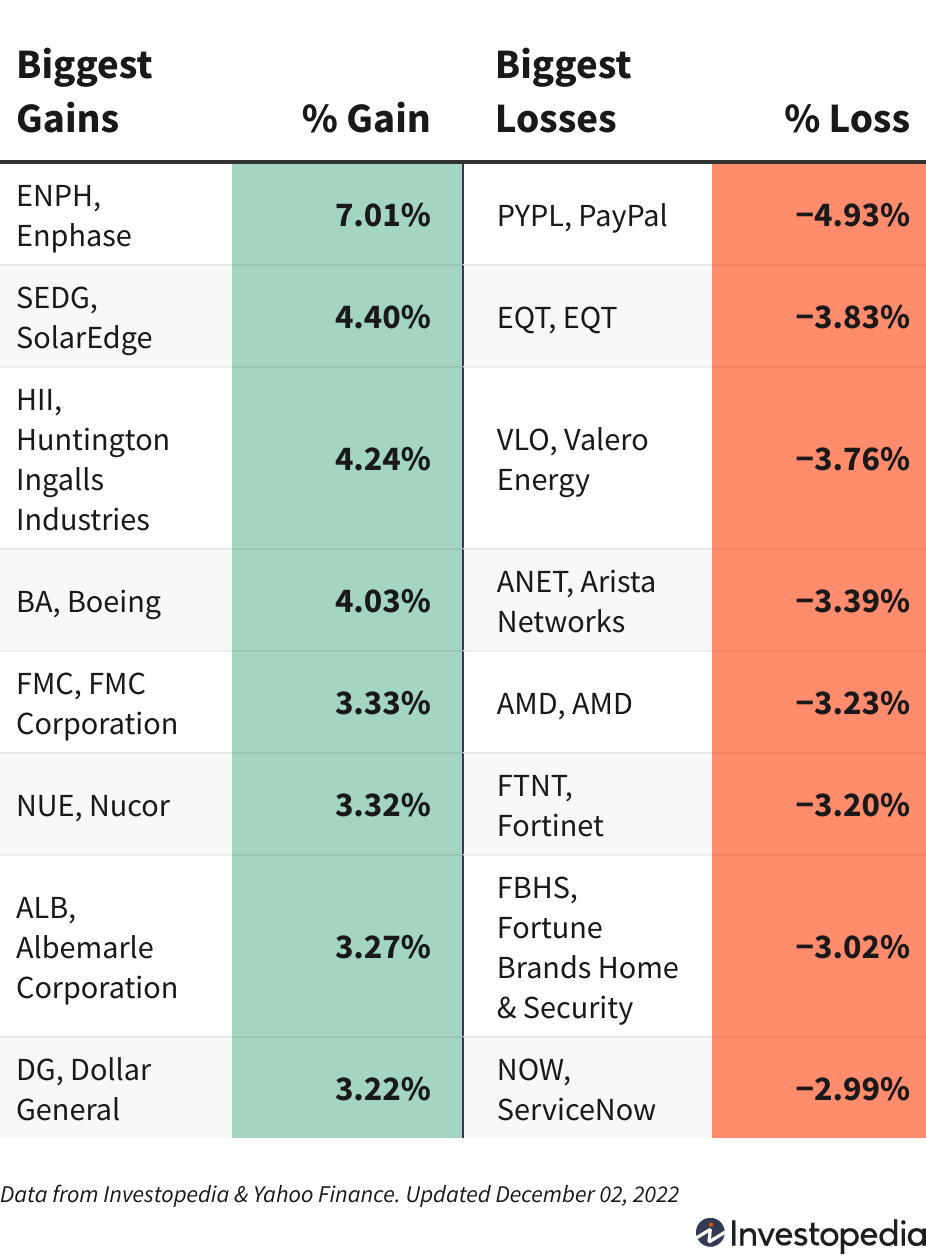 Biggest
Gains
% Gain
Biggest
Losses
% Loss
ENPH,
Enphase
7.01%
PYPL, PayPal
−4.93%
SEDG,
SolarEdge
4.40%
EQT, EQT
−3.83%
HII,
Huntington
Ingalls
Industries
4.24%
VLO, Valero
Energy
−3.76%
BA, Boeing
4.03%
ANET, Arista
Networks
−3.39%
FMC, FMC
Corporation
3.33%
AMD, AMD
−3.23%
NUE, Nucor
3.32%
FTNT,
Fortinet
−3.20%
ALB,
Albemarle
Corporation
3.27%
FBHS,
Fortune
Brands Home
& Security
−3.02%
DG, Dollar
General
3.22%
NOW,
ServiceNow
−2.99%
Data from Investopedia & Yahoo Finance. Updated December 02, 2022
Investopedia